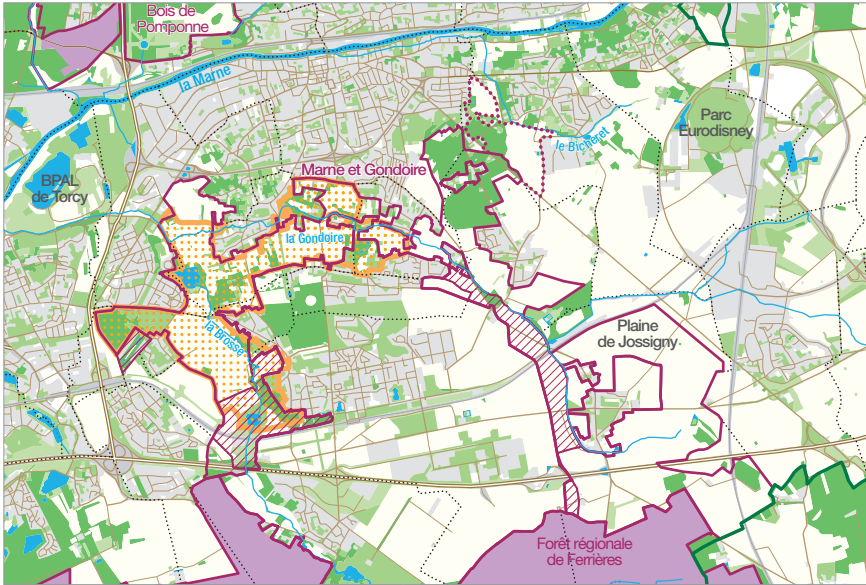 Bois de
Pomponne
la Marne
Parc
Eurodisney
le Bicheret
Marne et Gondoire
BPAL
de Torcy
la Gondoire
la Brosse
Plaine
de Jossigny
Forêt régionale
de Ferrières